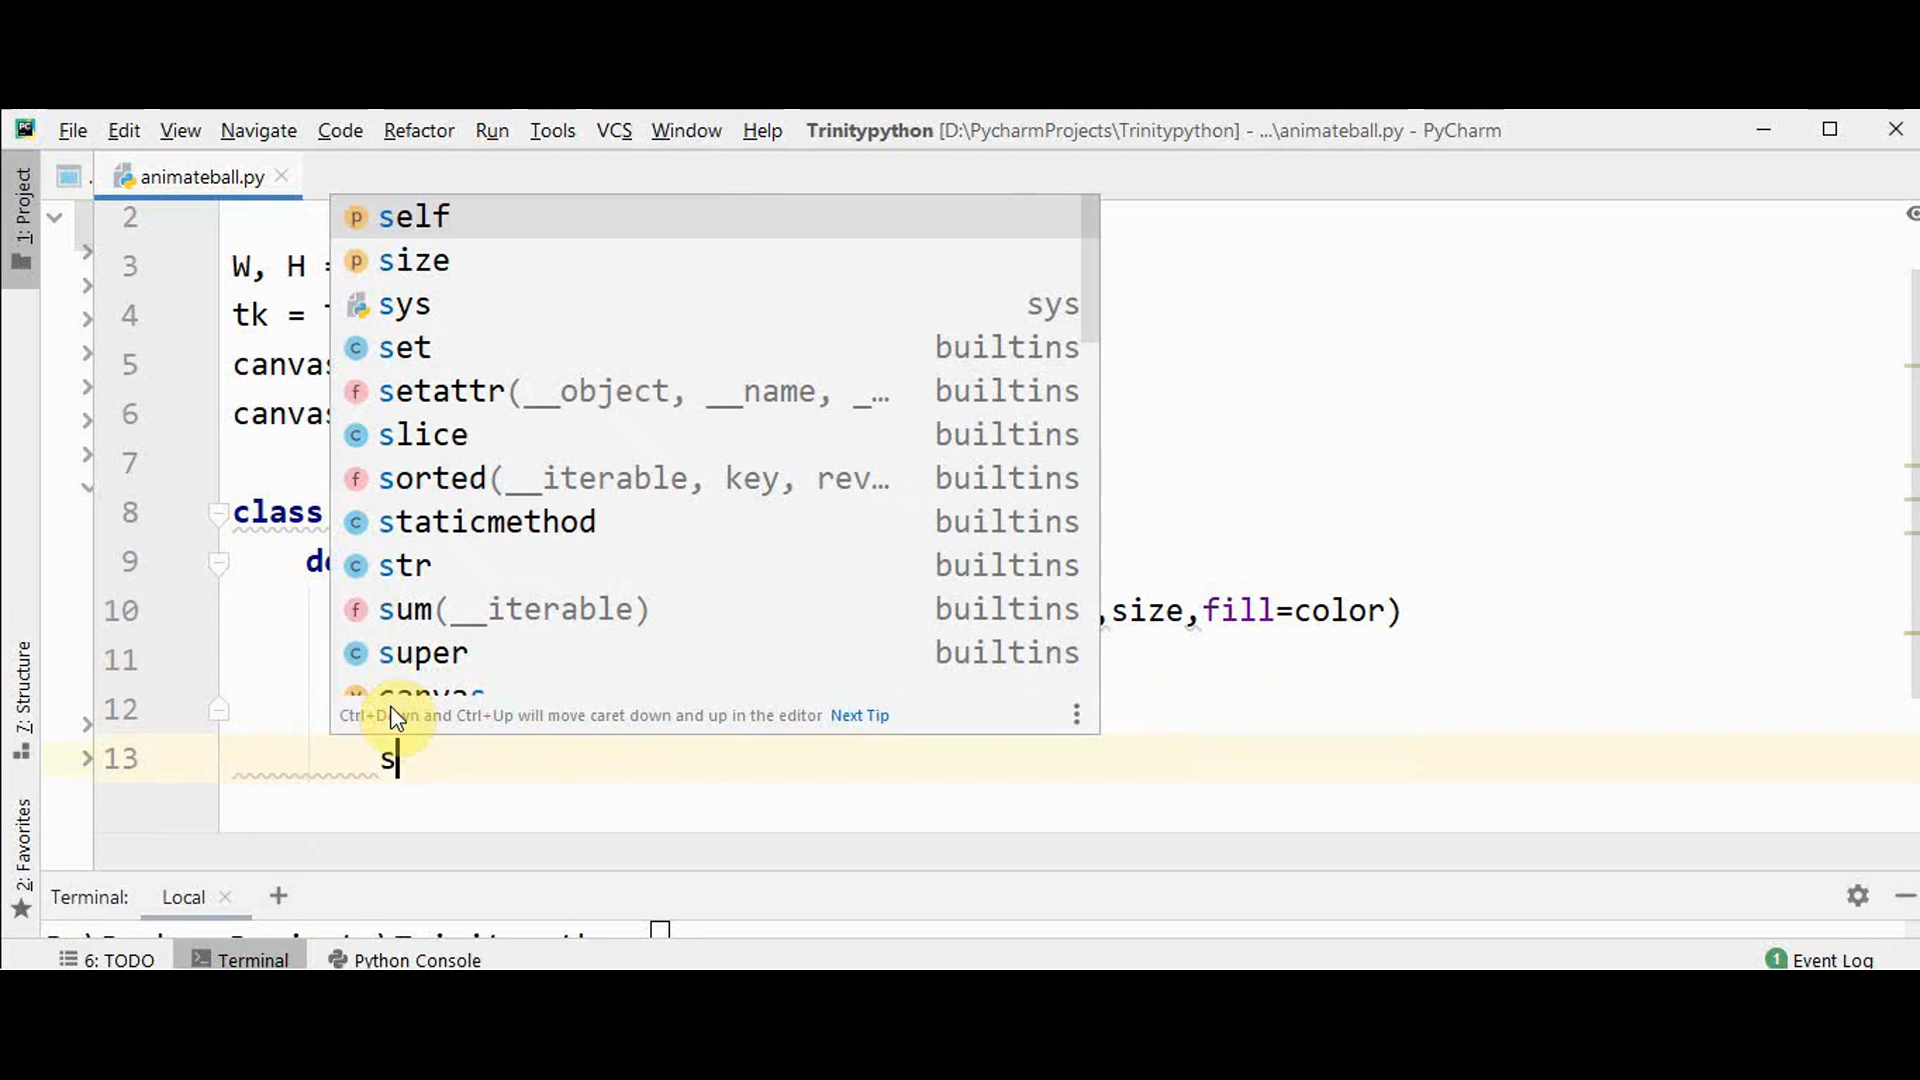 File Edit View Navigate Code Refactor Run Tools VCS Window Help Trinitypython [D:\PycharmProjects\Trinitypython] - ...\animateball.py - PyCharm
1: Project
animateball.py
2
3 W, H =
4 tk =
5 canvas
6 canvas
7
8 class
9
10 ,size,fill=color)
11
12
13 s
self
size
sys sys
set builtins
setattr(__object, __name, _… builtins
slice builtins
sorted(__iterable, key, rev… builtins
staticmethod builtins
str builtins
sum(__iterable) builtins
super builtins
canvas
Ctrl+Down and Ctrl+Up will move caret down and up in the editor Next Tip
7: Structure
2: Favorites
Terminal: Local
6: TODO Terminal Python Console 1 Event Log